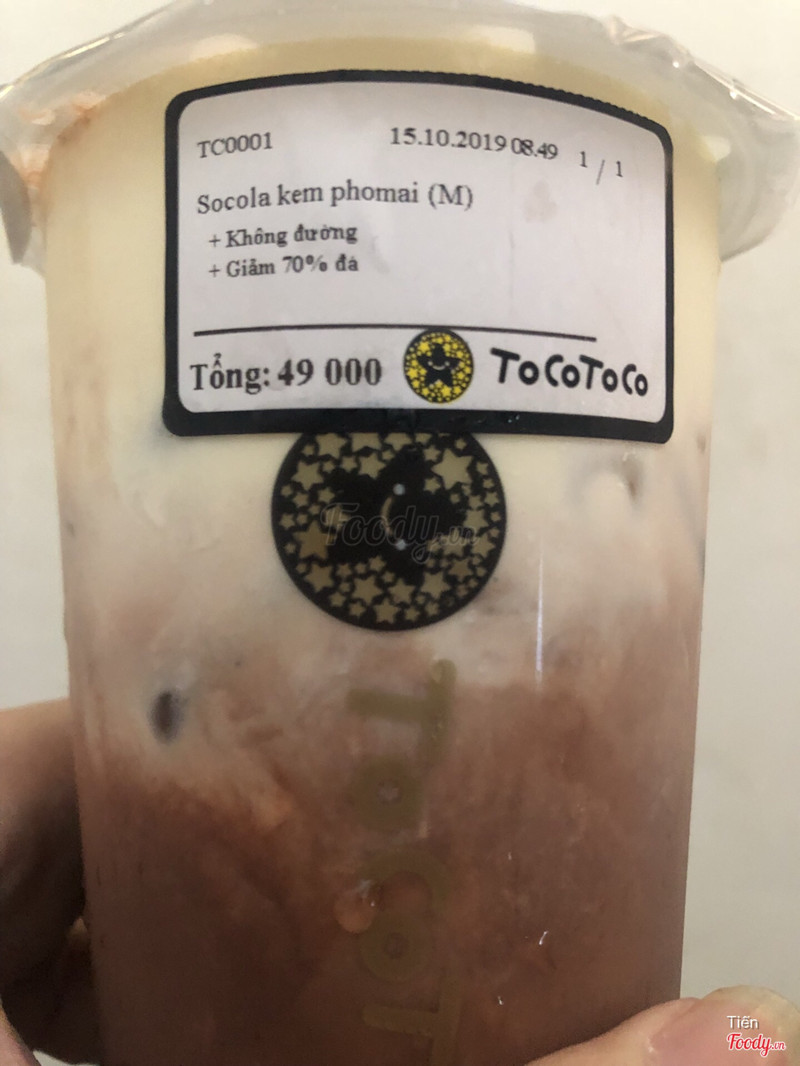 TC0001 15.10.2019 08:49 1 / 1
Socola kem phomai (M)
+ Không đường
+ Giảm 70% đá
Tổng: 49 000 ToCoToCo
Foody.vn
ToCoT
Tiến
Foody.vn